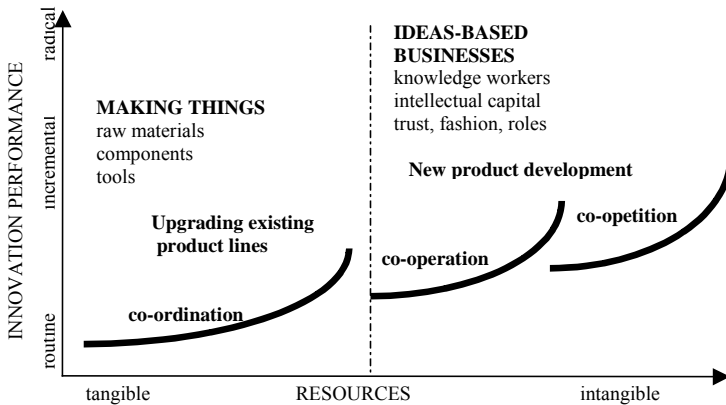 INNOVATION PERFORMANCE
radical
incremental
routine
MAKING THINGS
raw materials
components
tools
Upgrading existing
product lines
co-ordination
IDEAS-BASED
BUSINESSES
knowledge workers
intellectual capital
trust, fashion, roles
New product development
co-operation
co-opetition
tangible
RESOURCES
intangible